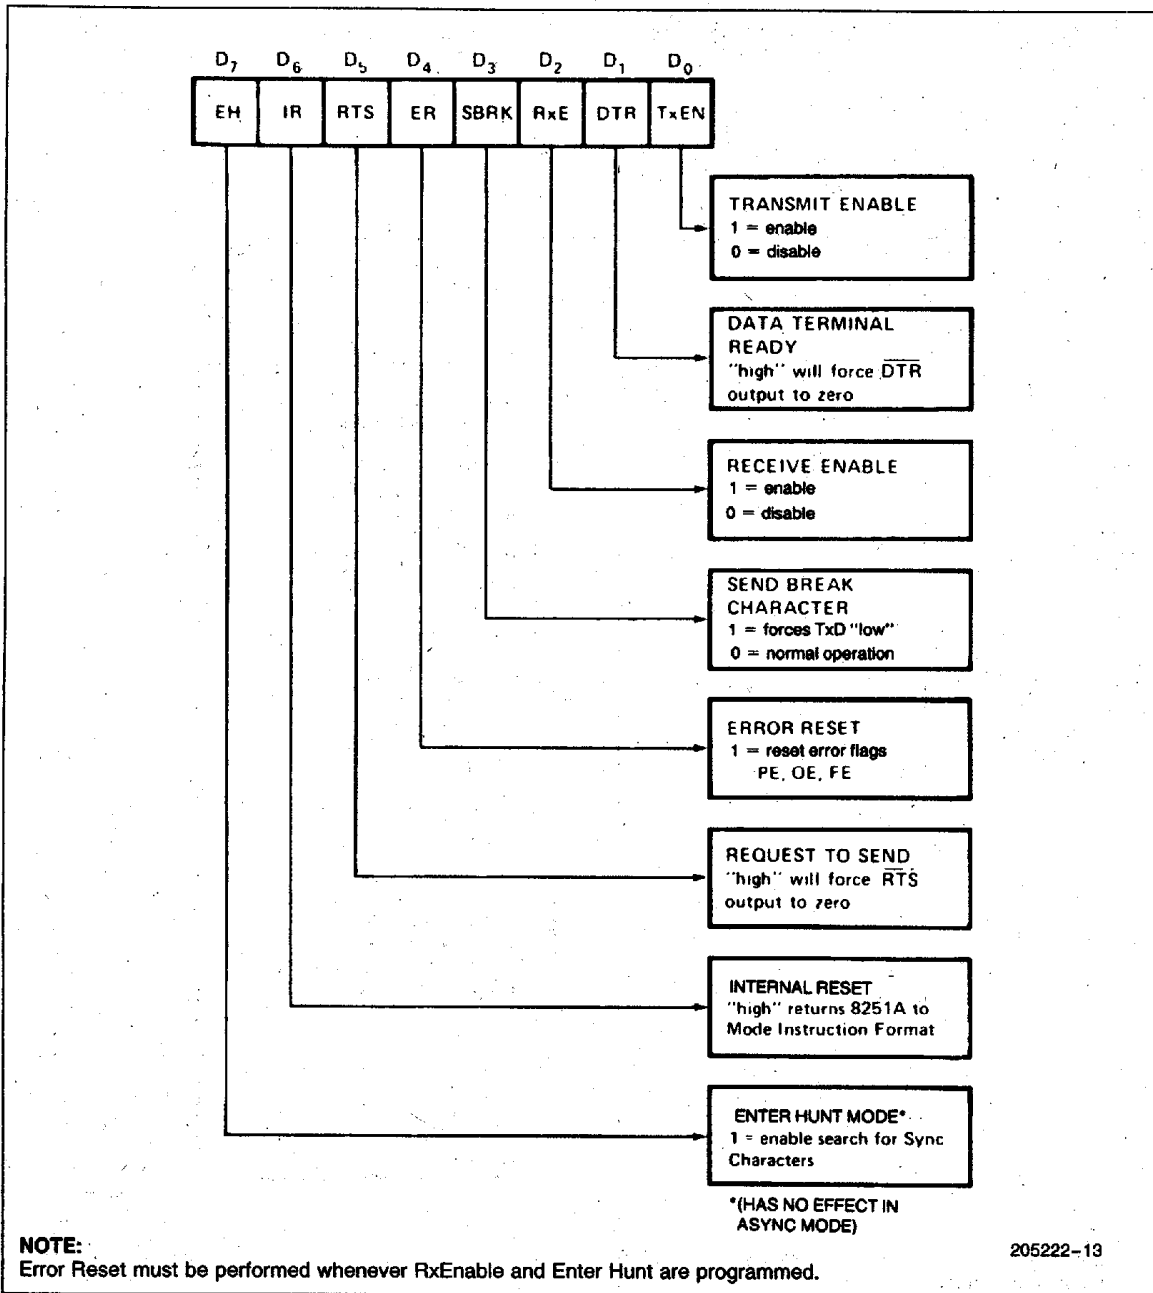 D7 D6 D5 D4 D3 D2 D1 D0
EH IR RTS ER SBRK RxE DTR TxEN
TRANSMIT ENABLE
1 = enable
0 = disable
DATA TERMINAL
READY
"high" will force DTR
output to zero
RECEIVE ENABLE
1 = enable
0 = disable
SEND BREAK
CHARACTER
1 = forces TxD "low"
0 = normal operation
ERROR RESET
1 = reset error flags
PE, OE, FE
REQUEST TO SEND
"high" will force RTS
output to zero
INTERNAL RESET
"high" returns 8251A to
Mode Instruction Format
ENTER HUNT MODE*
1 = enable search for Sync
Characters
*(HAS NO EFFECT IN
ASYNC MODE)
205222-13
NOTE:
Error Reset must be performed whenever RxEnable and Enter Hunt are programmed.